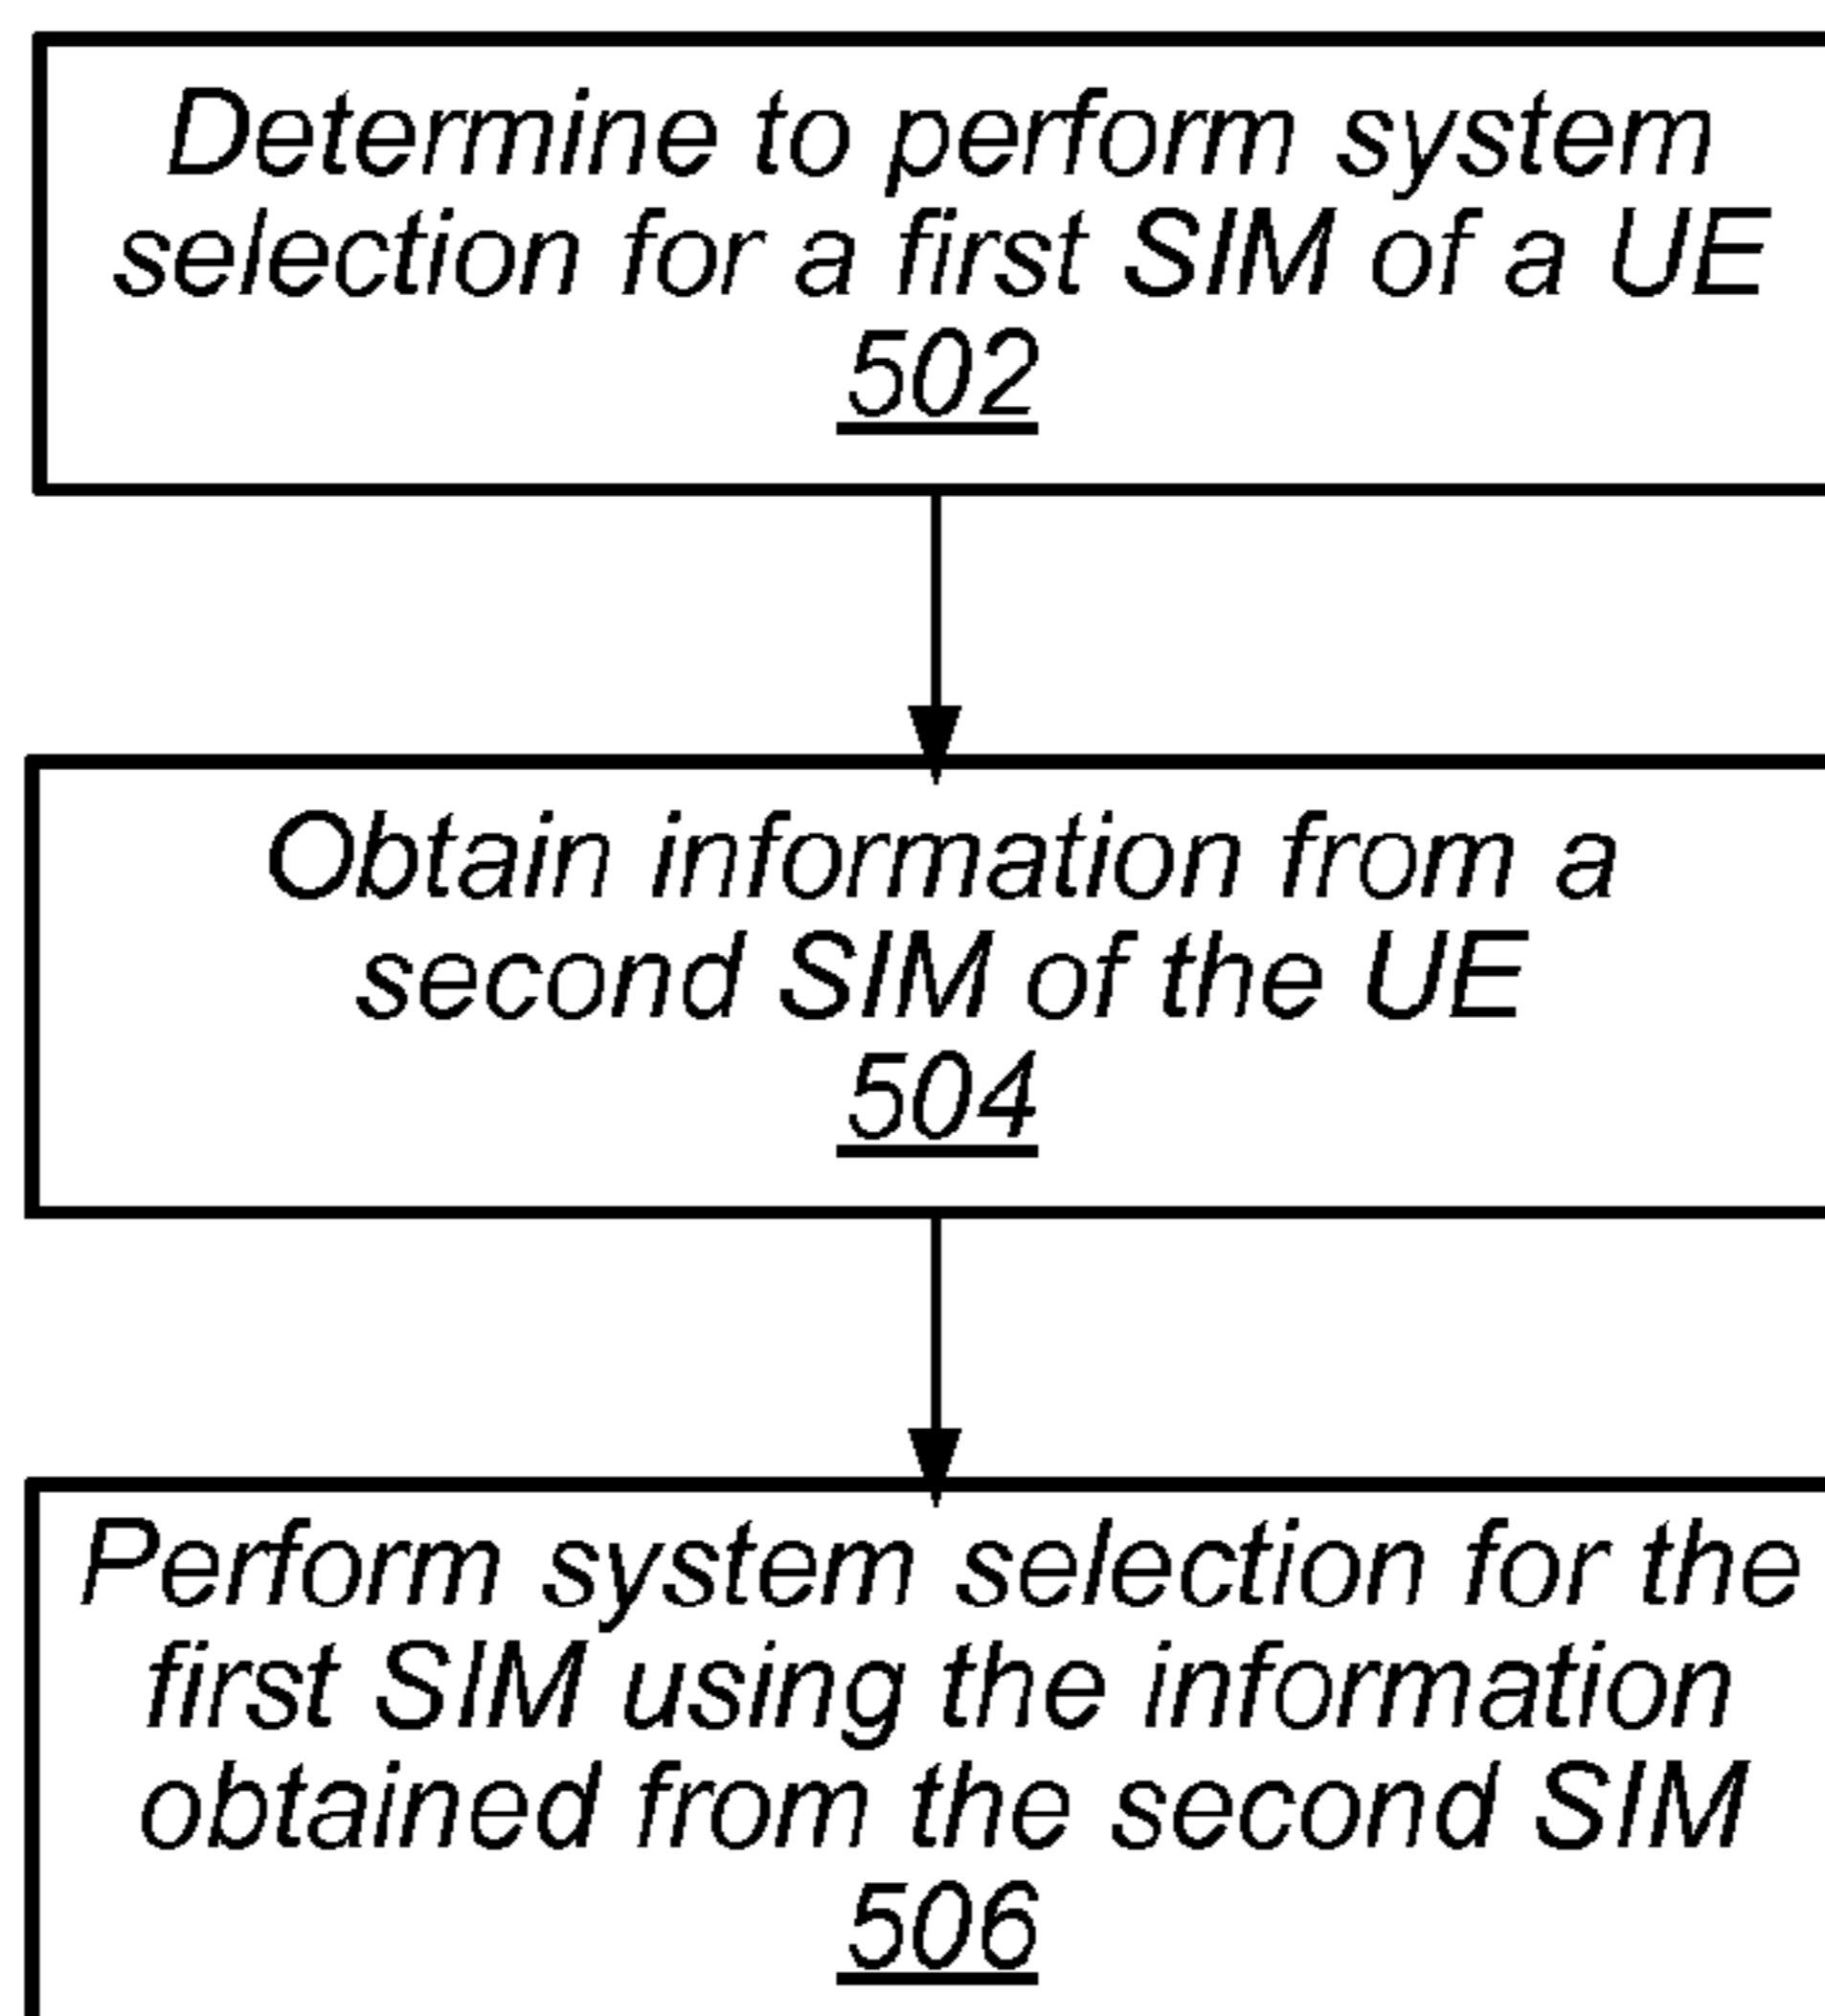 Determine to perform system
selection for a first SIM of a UE
502
Obtain information from a
second SIM of the UE
504
Perform system selection for the
first SIM using the information
obtained from the second SIM
506